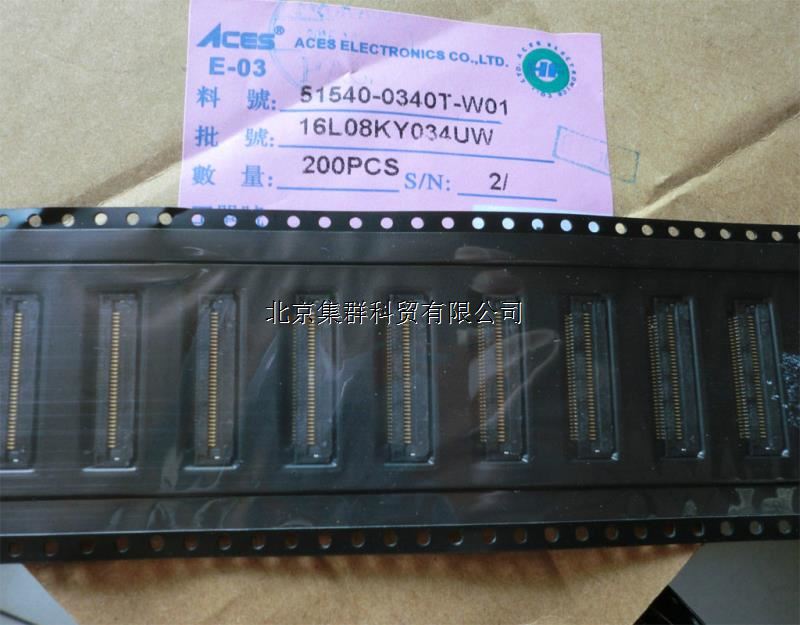 ACES® ACES ELECTRONICS CO.,LTD.
E-03
料 號: 51540-0340T-W01
批 號: 16L08KY034UW
數 量: 200PCS S/N: 2/
北京集群科贸有限公司